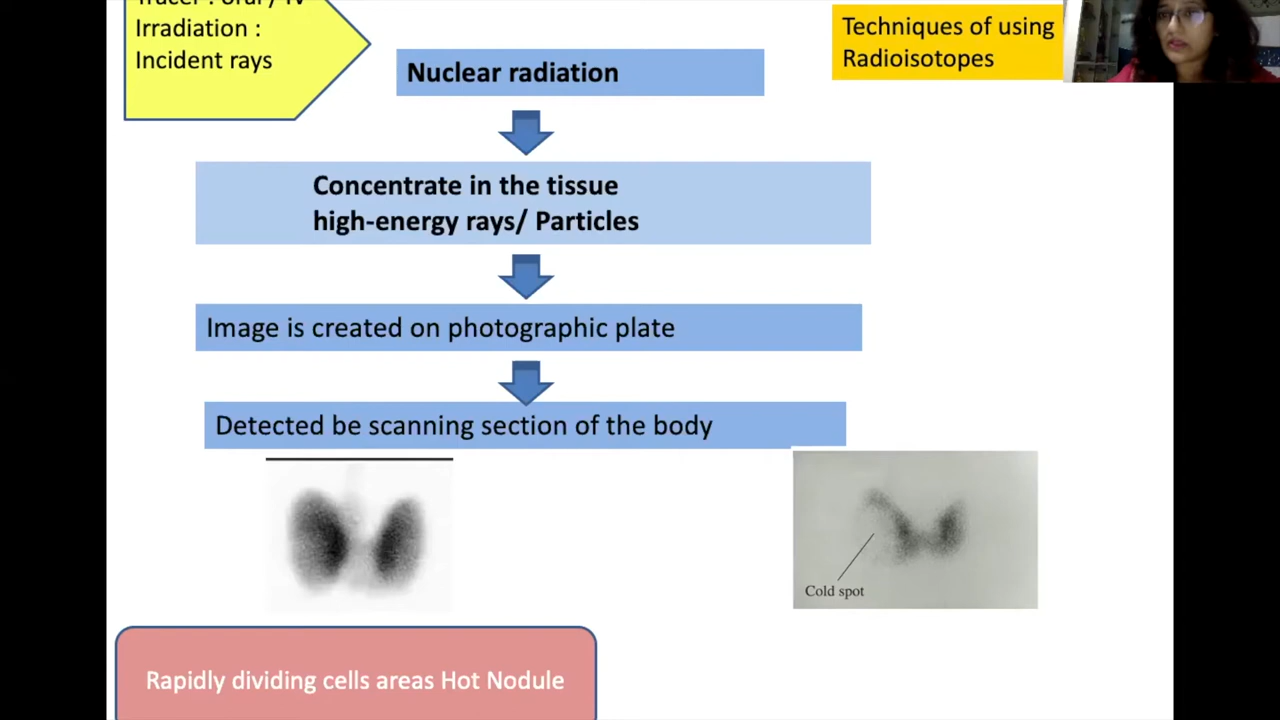 Tracer : oral / IV
Irradiation :
Incident rays
Techniques of using
Radioisotopes
Nuclear radiation
Concentrate in the tissue
high-energy rays/ Particles
Image is created on photographic plate
Detected be scanning section of the body
Cold spot
Rapidly dividing cells areas Hot Nodule